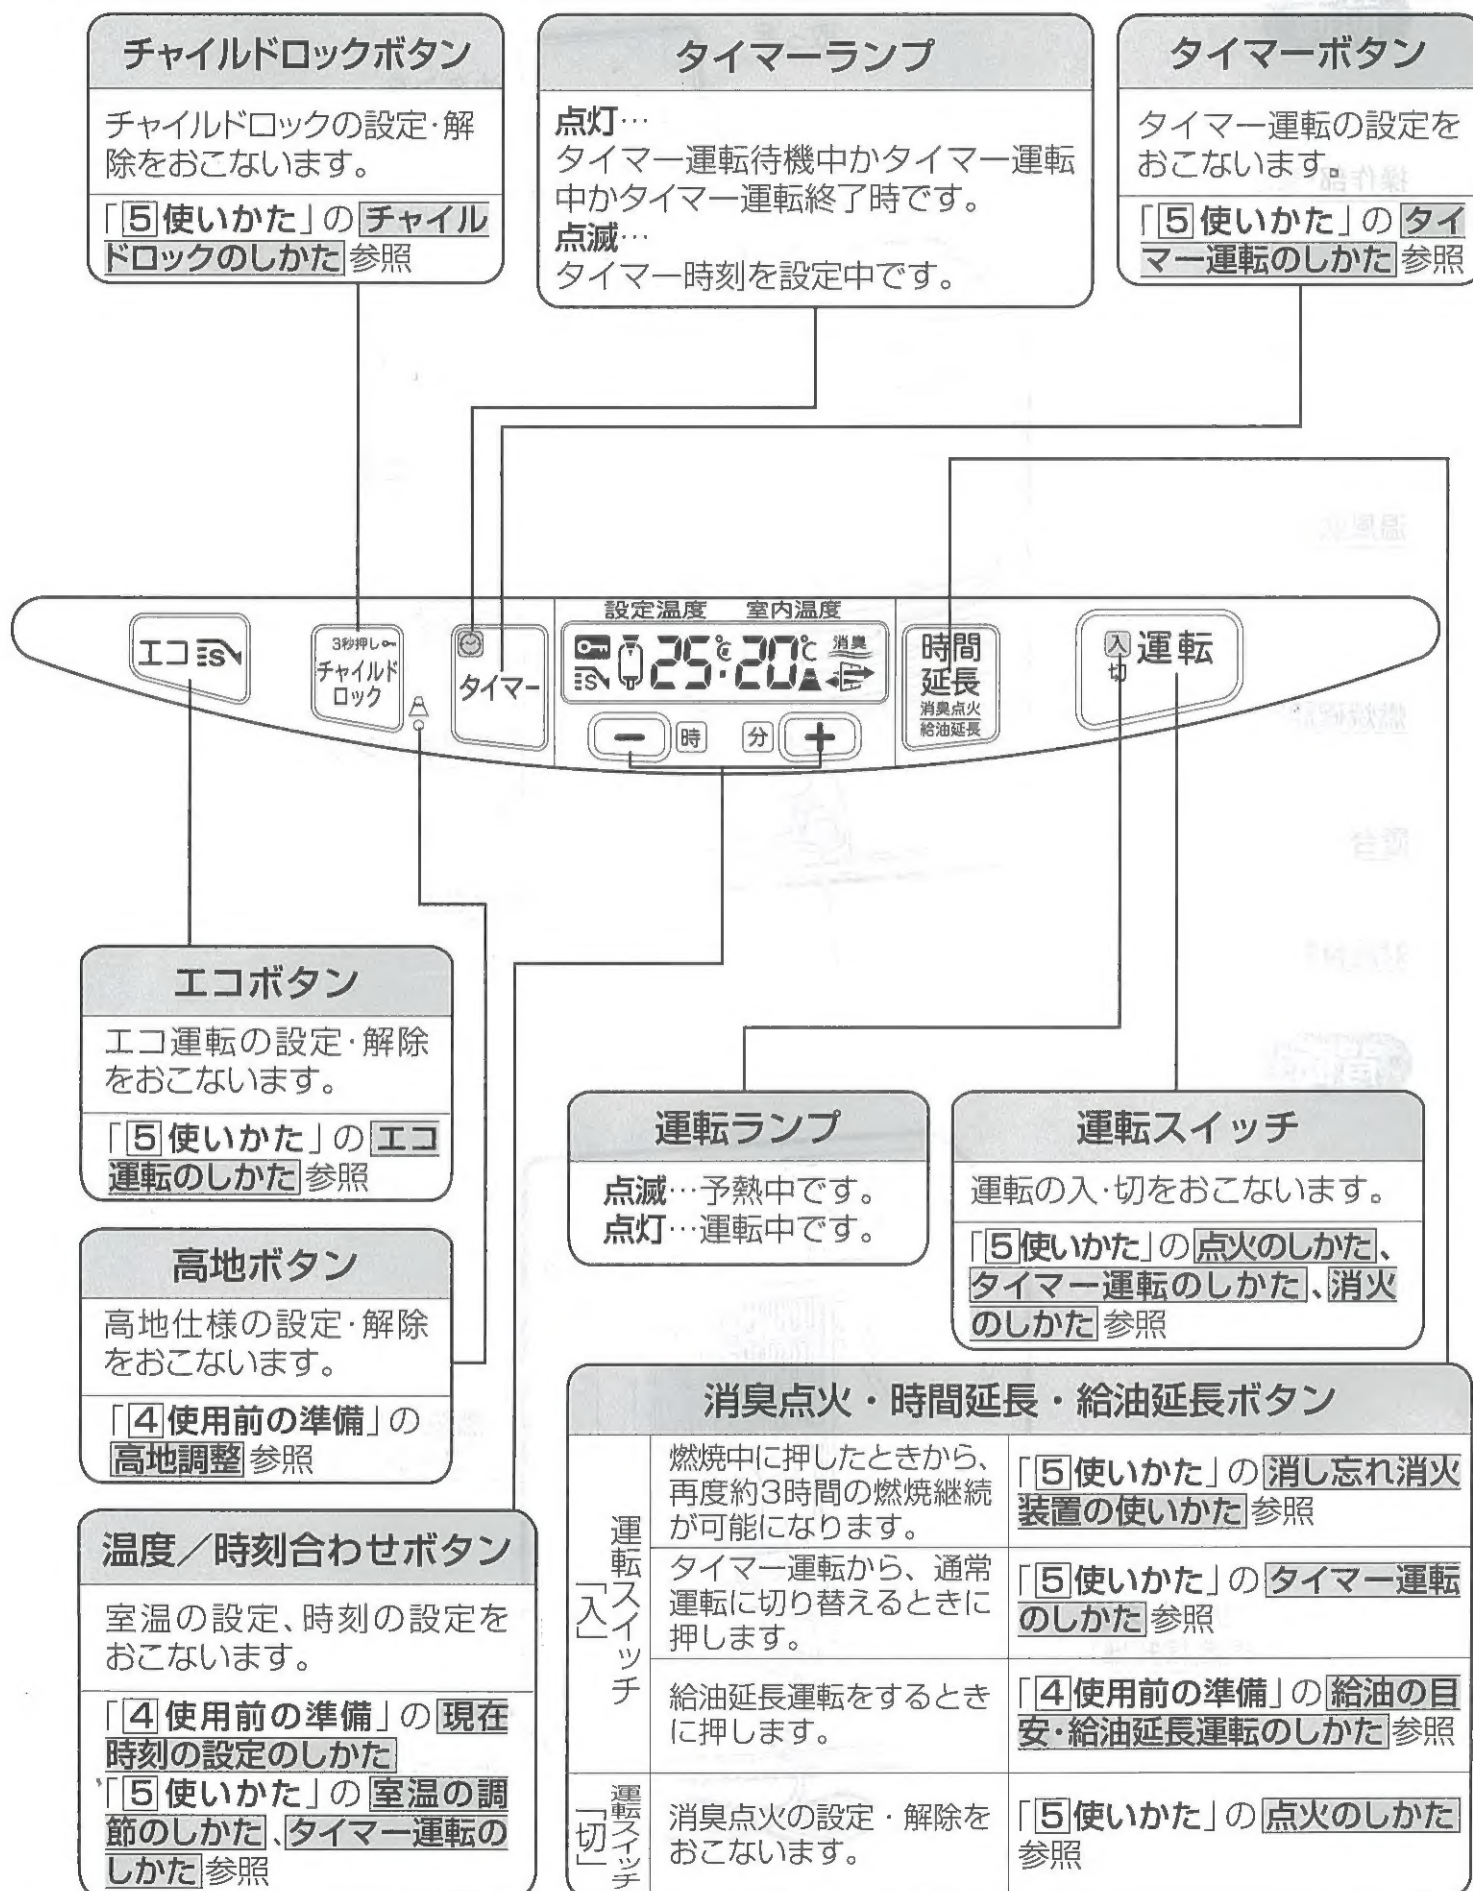 チャイルドロックボタン
チャイルドロックの設定・解
除をおこないます。
「5使いかた」のチャイル
ドロックのしかた参照
タイマーランプ
点灯…
タイマー運転待機中かタイマー運転
中かタイマー運転終了時です。
点滅…
タイマー時刻を設定中です。
タイマーボタン
タイマー運転の設定を
おこないます。
「5使いかた」のタイ
マー運転のしかた参照
エコ
3秒押し
チャイルド
ロック
タイマー
設定温度 室内温度
25℃ 20℃
消臭
時 分
時間
延長
消臭点火
給油延長
入
切
運転
エコボタン
エコ運転の設定・解除
をおこないます。
「5使いかた」のエコ
運転のしかた参照
高地ボタン
高地仕様の設定・解除
をおこないます。
「4使用前の準備」の
高地調整参照
温度／時刻合わせボタン
室温の設定、時刻の設定を
おこないます。
「4使用前の準備」の現在
時刻の設定のしかた
「5使いかた」の室温の調
節のしかた、タイマー運転の
しかた参照
運転ランプ
点滅…予熱中です。
点灯…運転中です。
運転スイッチ
運転の入・切をおこないます。
「5使いかた」の点火のしかた、
タイマー運転のしかた、消火
のしかた参照
消臭点火・時間延長・給油延長ボタン
運転スイッチ
「入」
燃焼中に押したときから、
再度約3時間の燃焼継続
が可能になります。
「5使いかた」の消し忘れ消火
装置の使いかた参照
タイマー運転から、通常
運転に切り替えるときに
押します。
「5使いかた」のタイマー運転
のしかた参照
給油延長運転をするとき
に押します。
「4使用前の準備」の給油の目
安・給油延長運転のしかた参照
運転スイッチ
「切」
消臭点火の設定・解除を
おこないます。
「5使いかた」の点火のしかた
参照